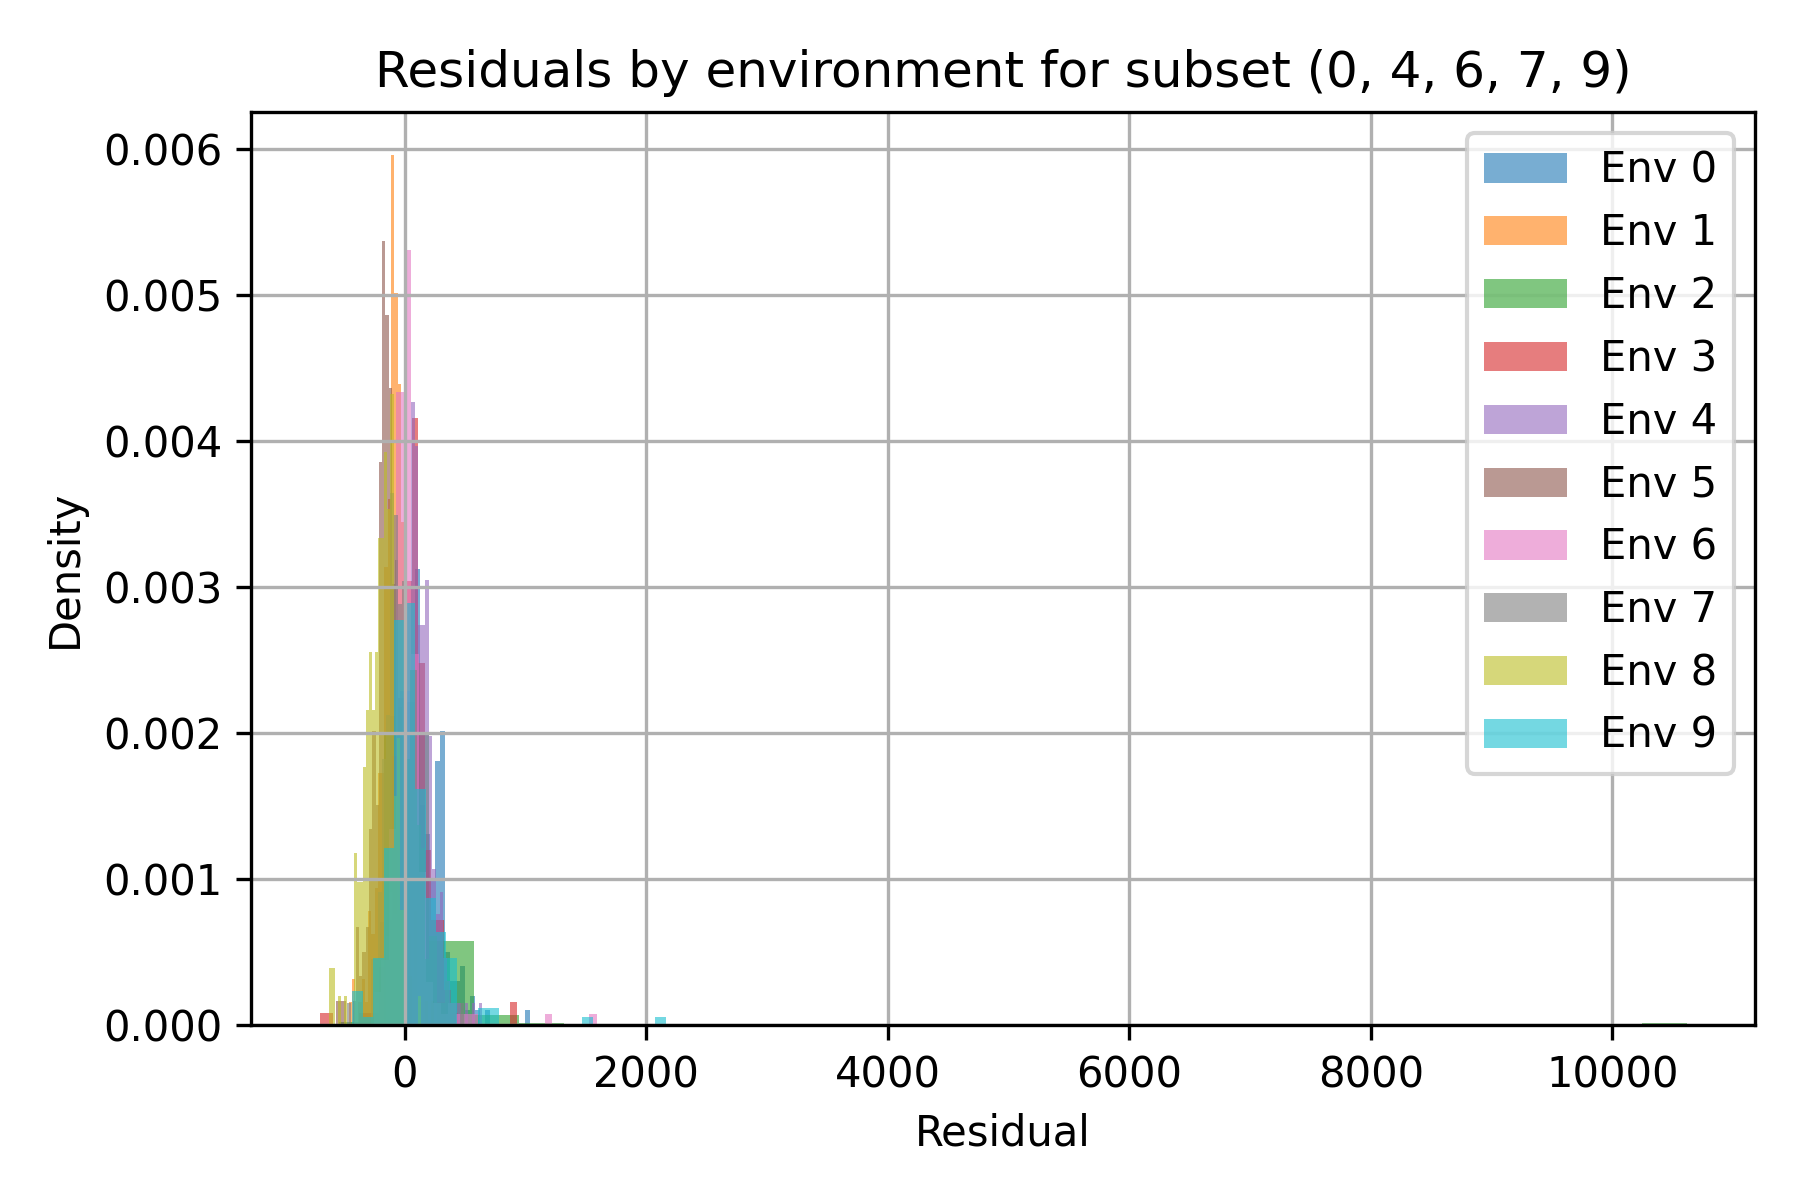 Residuals by environment for subset (0, 4, 6, 7, 9)
0.006
0.005
0.004
0.003
0.002
0.001
0.000
Density
0 2000 4000 6000 8000 10000
Residual
Env 0
Env 1
Env 2
Env 3
Env 4
Env 5
Env 6
Env 7
Env 8
Env 9